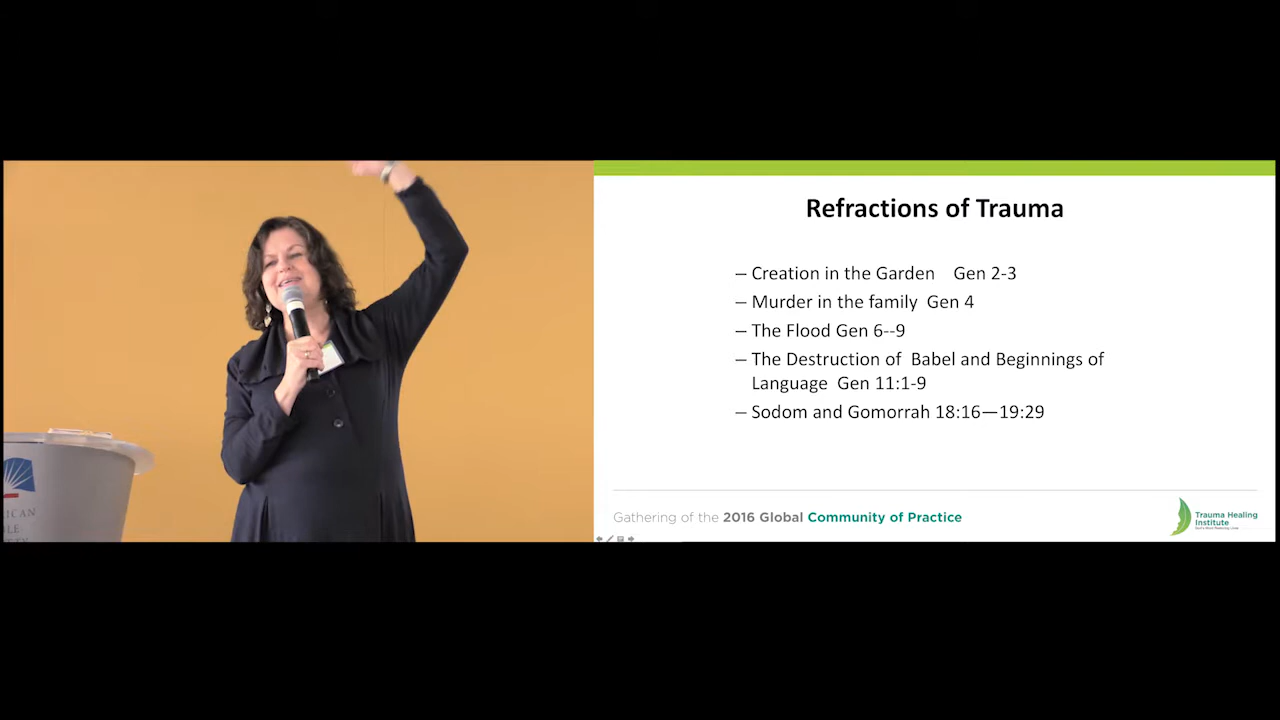 Refractions of Trauma
– Creation in the Garden Gen 2-3
– Murder in the family Gen 4
– The Flood Gen 6--9
– The Destruction of Babel and Beginnings of
Language Gen 11:1-9
– Sodom and Gomorrah 18:16—19:29
Gathering of the 2016 Global Community of Practice
Trauma Healing
Institute